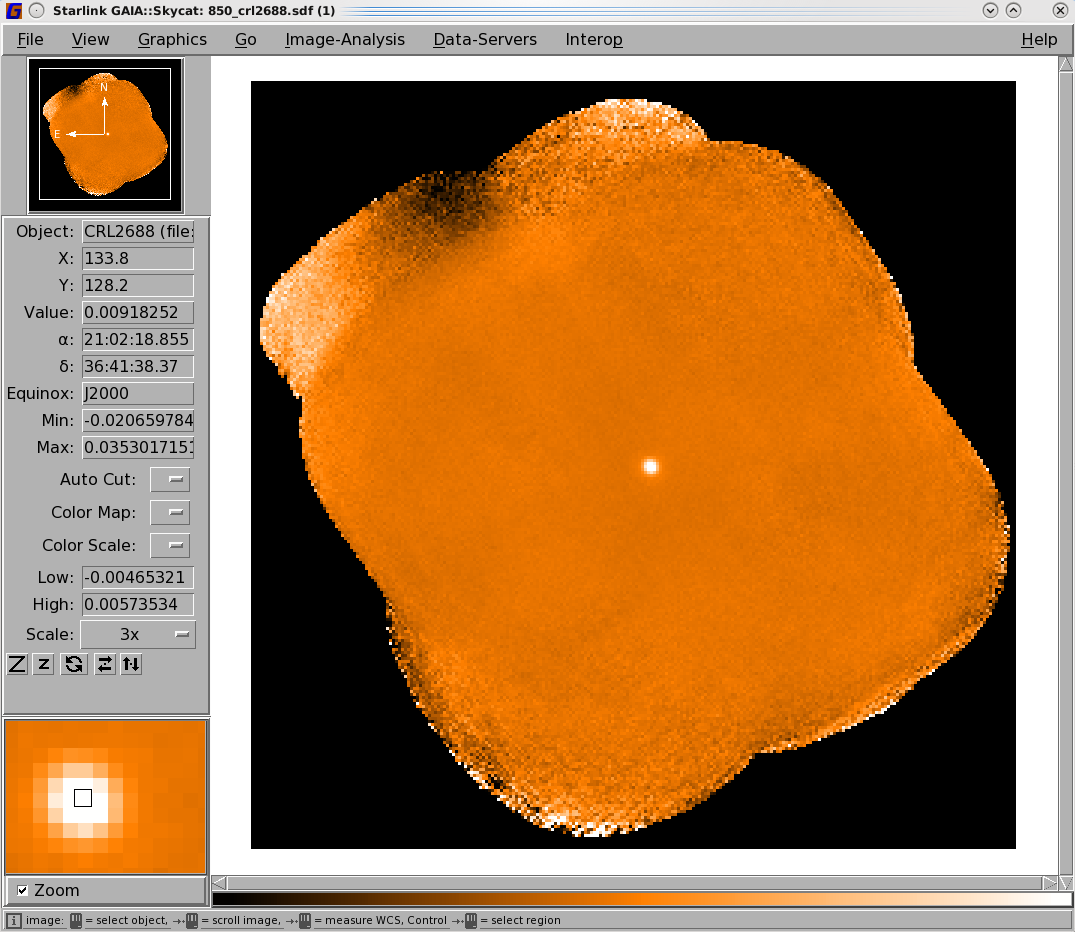 Starlink GAIA::Skycat: 850_crl2688.sdf (1)
File View Graphics Go Image-Analysis Data-Servers Interop Help
N
E
Object: CRL2688 (file:
X: 133.8
Y: 128.2
Value: 0.00918252
α: 21:02:18.855
δ: 36:41:38.37
Equinox: J2000
Min: -0.020659784
Max: 0.0353017151
Auto Cut:
Color Map:
Color Scale:
Low: -0.00465321
High: 0.00573534
Scale: 3x
Z z
Zoom
image: = select object, = scroll image, = measure WCS, Control = select region